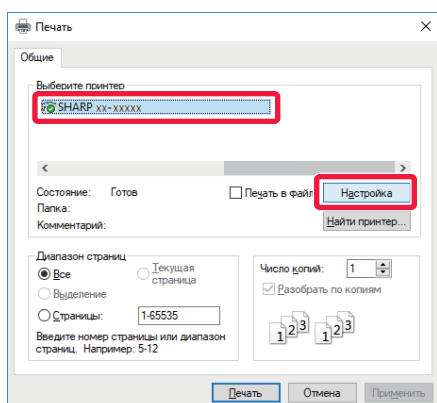 Печать
Общие
Выберите принтер
SHARP xx-xxxxx
Состояние: Готов
Печать в файл
Настройка
Папка:
Комментарий:
Найти принтер...
Диапазон страниц
Все
Текущая страница
Выделение
Страницы: 1-65535
Введите номер страницы или диапазон
страниц. Например: 5-12
Число копий: 1
Разобрать по копиям
1 2 3 1 2 3
Печать
Отмена
Применить